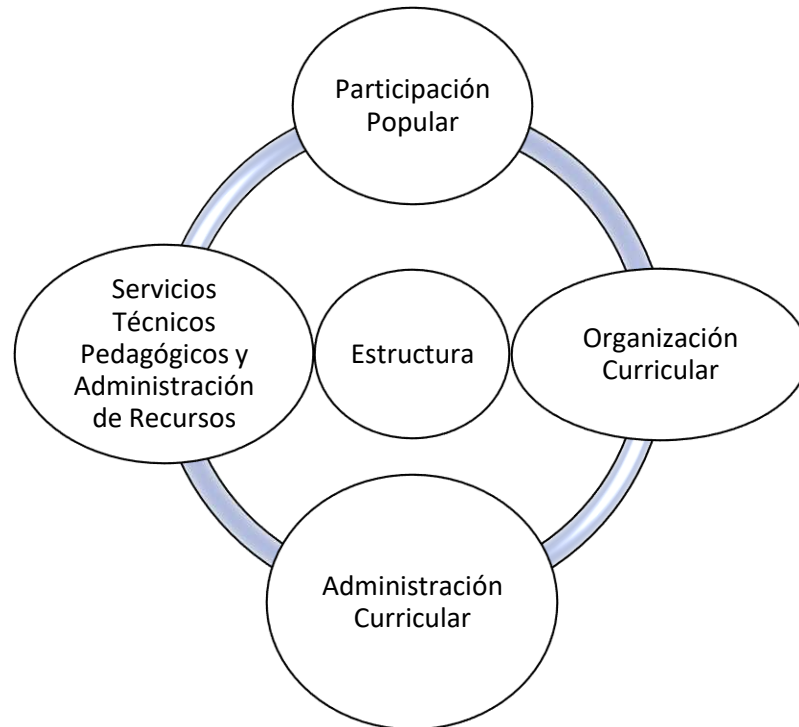 Participación
Popular
Servicios
Técnicos
Pedagógicos y
Administración
de Recursos
Estructura
Organización
Curricular
Administración
Curricular